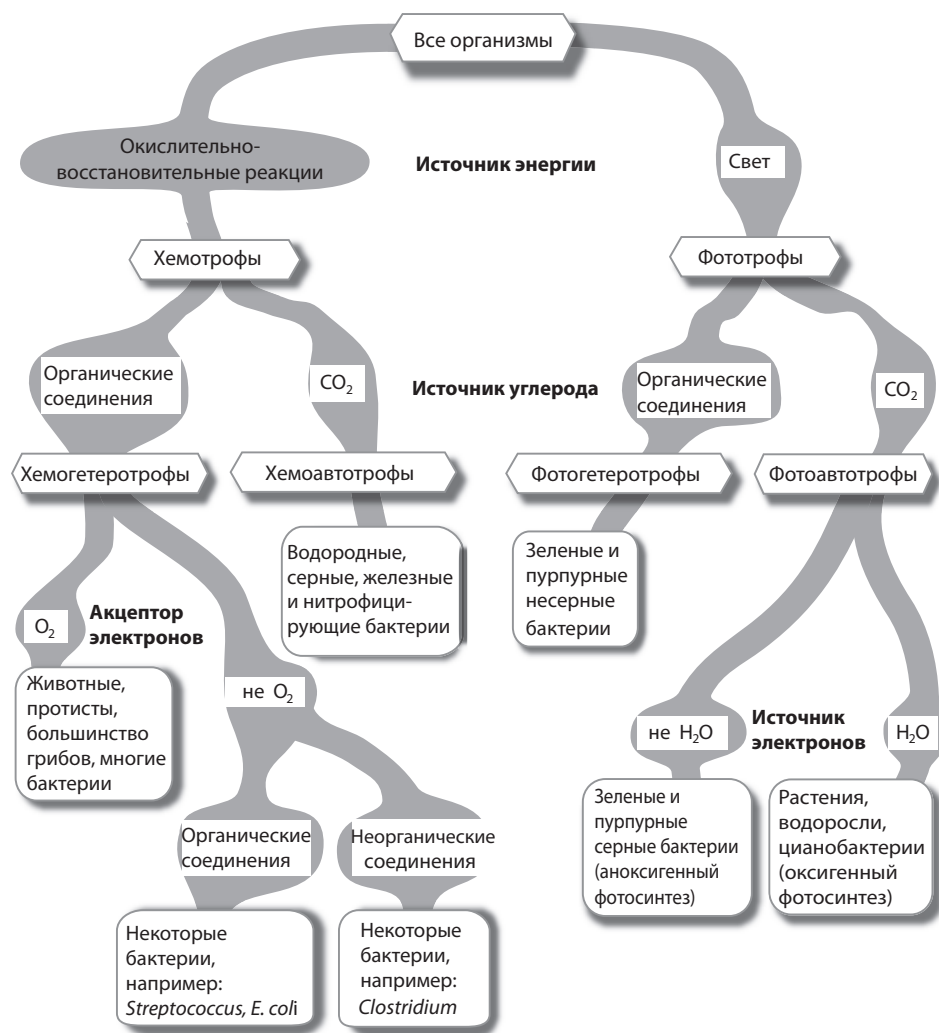 Все организмы
Окислительно-
восстановительные реакции
Источник энергии
Свет
Хемотрофы
Фототрофы
Органические
соединения
CO₂
Источник углерода
Органические
соединения
CO₂
Хемогетеротрофы
Хемоавтотрофы
Фотогетеротрофы
Фотоавтотрофы
Водородные,
серные, железные
и нитрофици-
рующие бактерии
Зеленые и
пурпурные
несерные
бактерии
O₂
Акцептор
электронов
Животные,
протисты,
большинство
грибов, многие
бактерии
не O₂
не H₂O
Источник
электронов
H₂O
Зеленые и
пурпурные
серные бактерии
(аноксигенный
фотосинтез)
Растения,
водоросли,
цианобактерии
(оксигенный
фотосинтез)
Органические
соединения
Неорганические
соединения
Некоторые
бактерии,
например:
Streptococcus, E. coli
Некоторые
бактерии,
например:
Clostridium